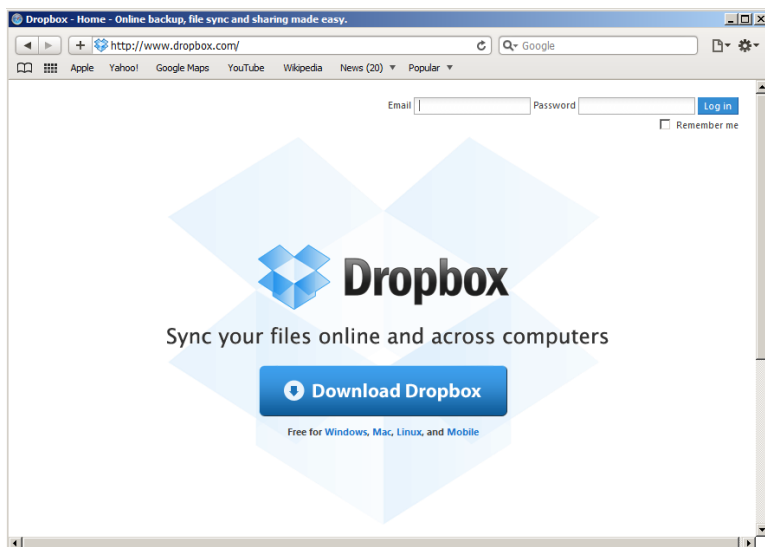 Dropbox - Home - Online backup, file sync and sharing made easy.
http://www.dropbox.com/
Google
Apple Yahoo! Google Maps YouTube Wikipedia News (20) Popular
Email Password Log in
Remember me
Dropbox
Sync your files online and across computers
Download Dropbox
Free for Windows, Mac, Linux, and Mobile